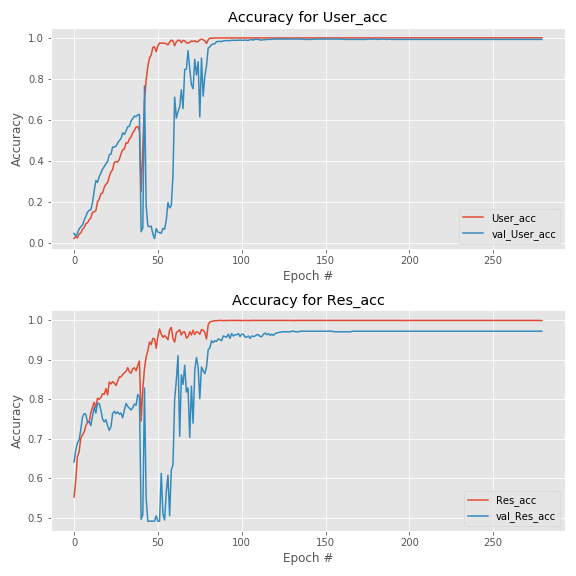 Accuracy for User_acc
1.0
0.8
0.6
0.4
0.2
0.0
Accuracy
0 50 100 150 200 250
Epoch #
User_acc
val_User_acc
Accuracy for Res_acc
1.0
0.9
0.8
0.7
0.6
0.5
Accuracy
0 50 100 150 200 250
Epoch #
Res_acc
val_Res_acc